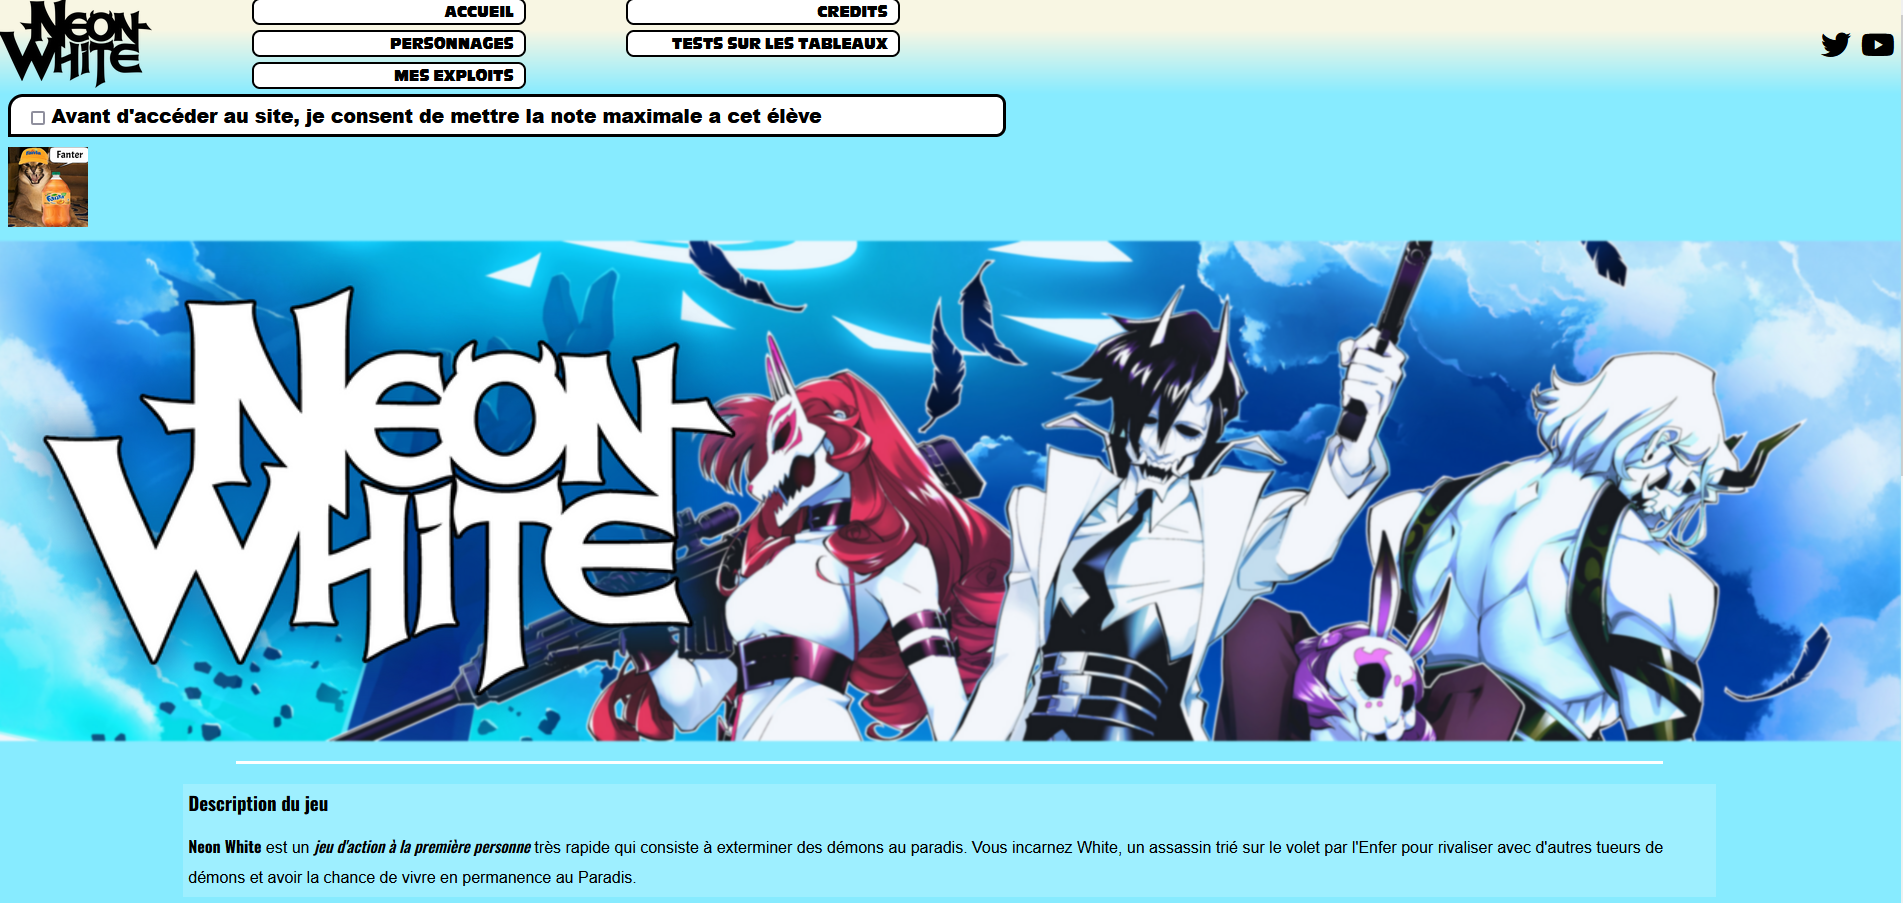 NEON
WHITE
ACCUEIL
PERSONNAGES
MES EXPLOITS
CREDITS
TESTS SUR LES TABLEAUX
Avant d'accéder au site, je consent de mettre la note maximale a cet élève
Fanter
Fanta
NEON
WHITE
Description du jeu
Neon White est un jeu d'action à la première personne très rapide qui consiste à exterminer des démons au paradis. Vous incarnez White, un assassin trié sur le volet par l'Enfer pour rivaliser avec d'autres tueurs de
démons et avoir la chance de vivre en permanence au Paradis.